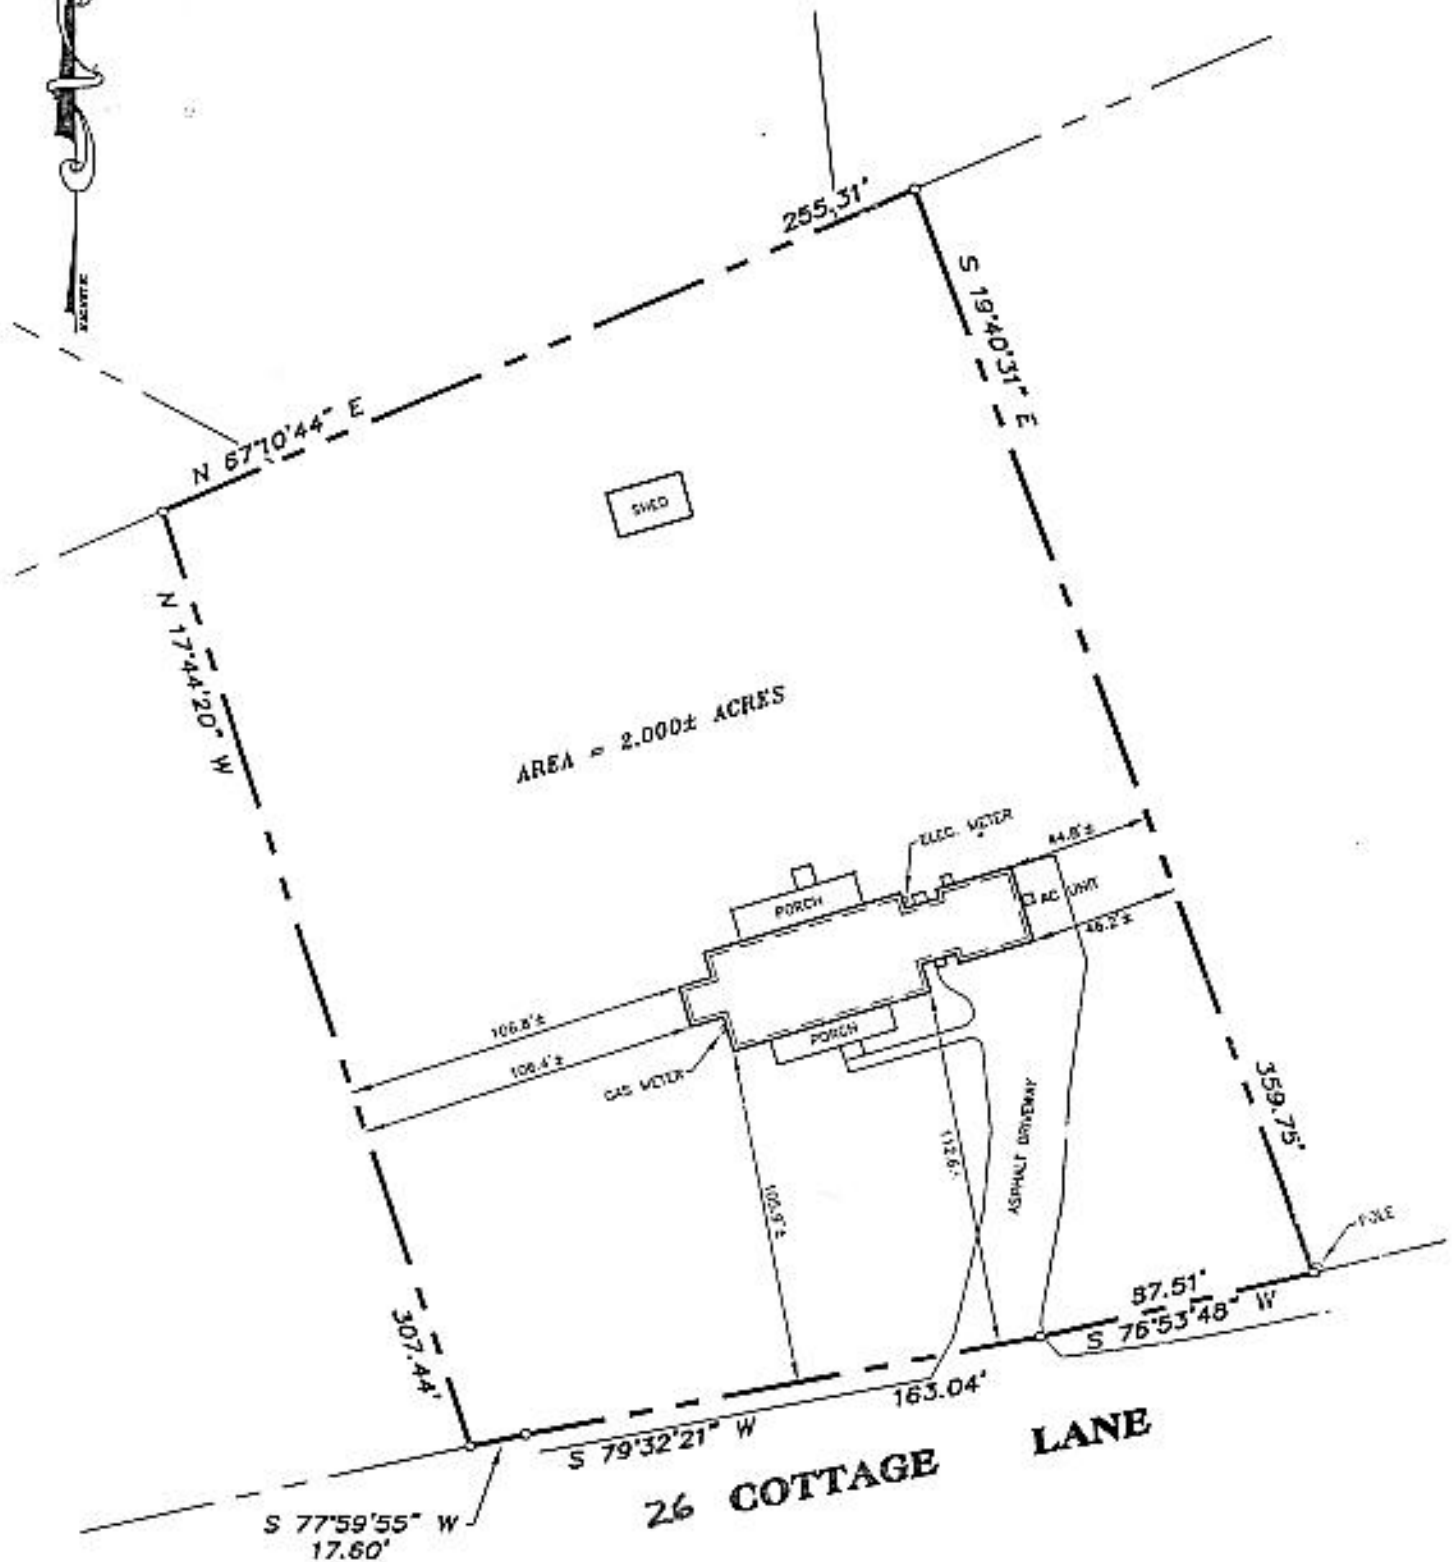 255.31'
S 19°40'31" E
N 67°10'44" E
SHED
N 17°44'20" W
AREA = 2.000± ACRES
ELEC. METER
44.8'±
PORCH
AC UNIT
46.2'±
106.8'±
PORCH
106.4'±
GAS METER
359.75'
ASPHALT DRIVEWAY
112.6'±
105.9'±
POLE
87.51'
S 76°53'48" W
307.44'
163.04'
S 79°32'21" W
26 COTTAGE LANE
S 77°59'55" W
17.60'